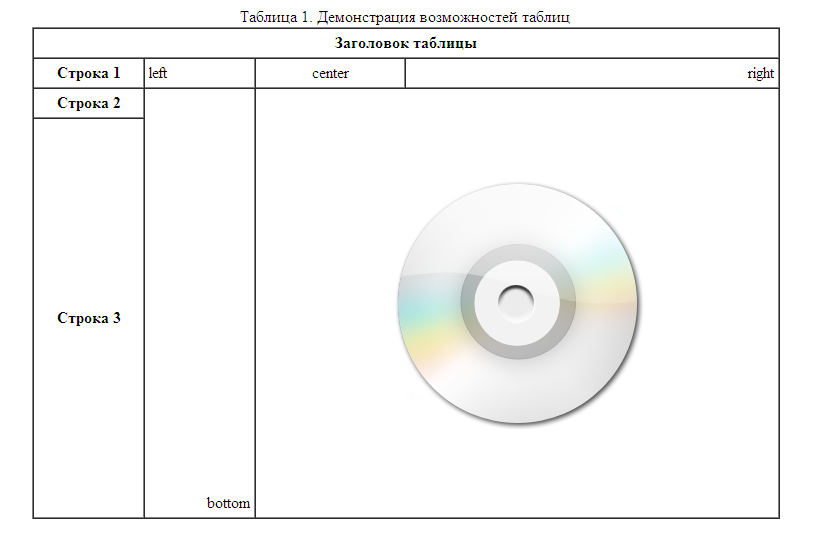 Таблица 1. Демонстрация возможностей таблиц
Заголовок таблицы
Строка 1 left center right
Строка 2
Строка 3
bottom